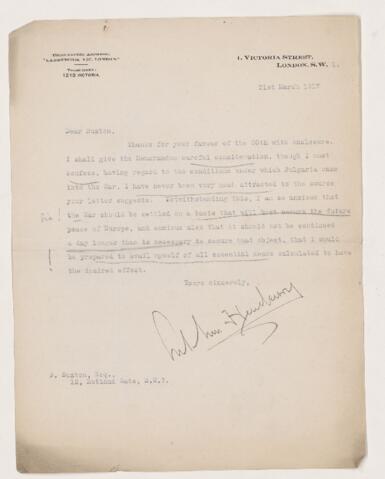 TELEGRAPHIC ADDRESS,
LONDON."
TELEPHONE:
1213 VICTORIA.
1, VICTORIA STREET,
LONDON, S.W. 1.
21st March 1917
Dear Buxton,
Thanks for your favour of the 20th with enclosure.
I shall give the Memorandum careful consideration, though I must
confess, having regard to the conditions under which Bulgaria came
into the War, I have never been very much attracted to the course
your letter suggests. Notwithstanding this, I am so anxious that
the War should be settled on a basis that will best secure the future
peace of Europe, and anxious also that it should not be continued
a day longer than is necessary to secure that object, that I would
be prepared to avail myself of all essential means calculated to have
the desired effect.
Yours sincerely,
Arthur Henderson
Buxton, Esq.,
12, Rutland Gate, S.W.7.